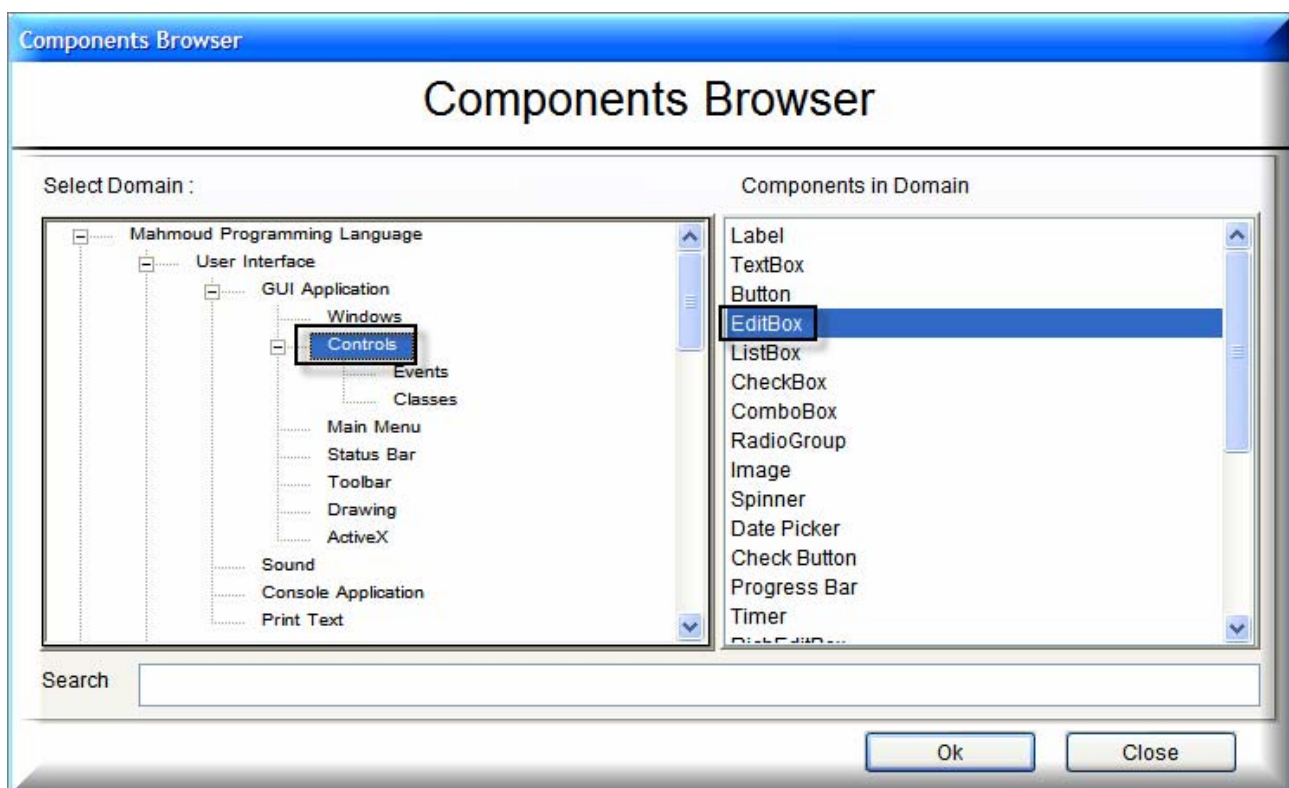 Components Browser
Components Browser
Select Domain :
Mahmoud Programming Language
User Interface
GUI Application
Windows
Controls
Events
Classes
Main Menu
Status Bar
Toolbar
Drawing
ActiveX
Sound
Console Application
Print Text
Components in Domain
Label
TextBox
Button
EditBox
ListBox
CheckBox
ComboBox
RadioGroup
Image
Spinner
Date Picker
Check Button
Progress Bar
Timer
Search
Ok
Close